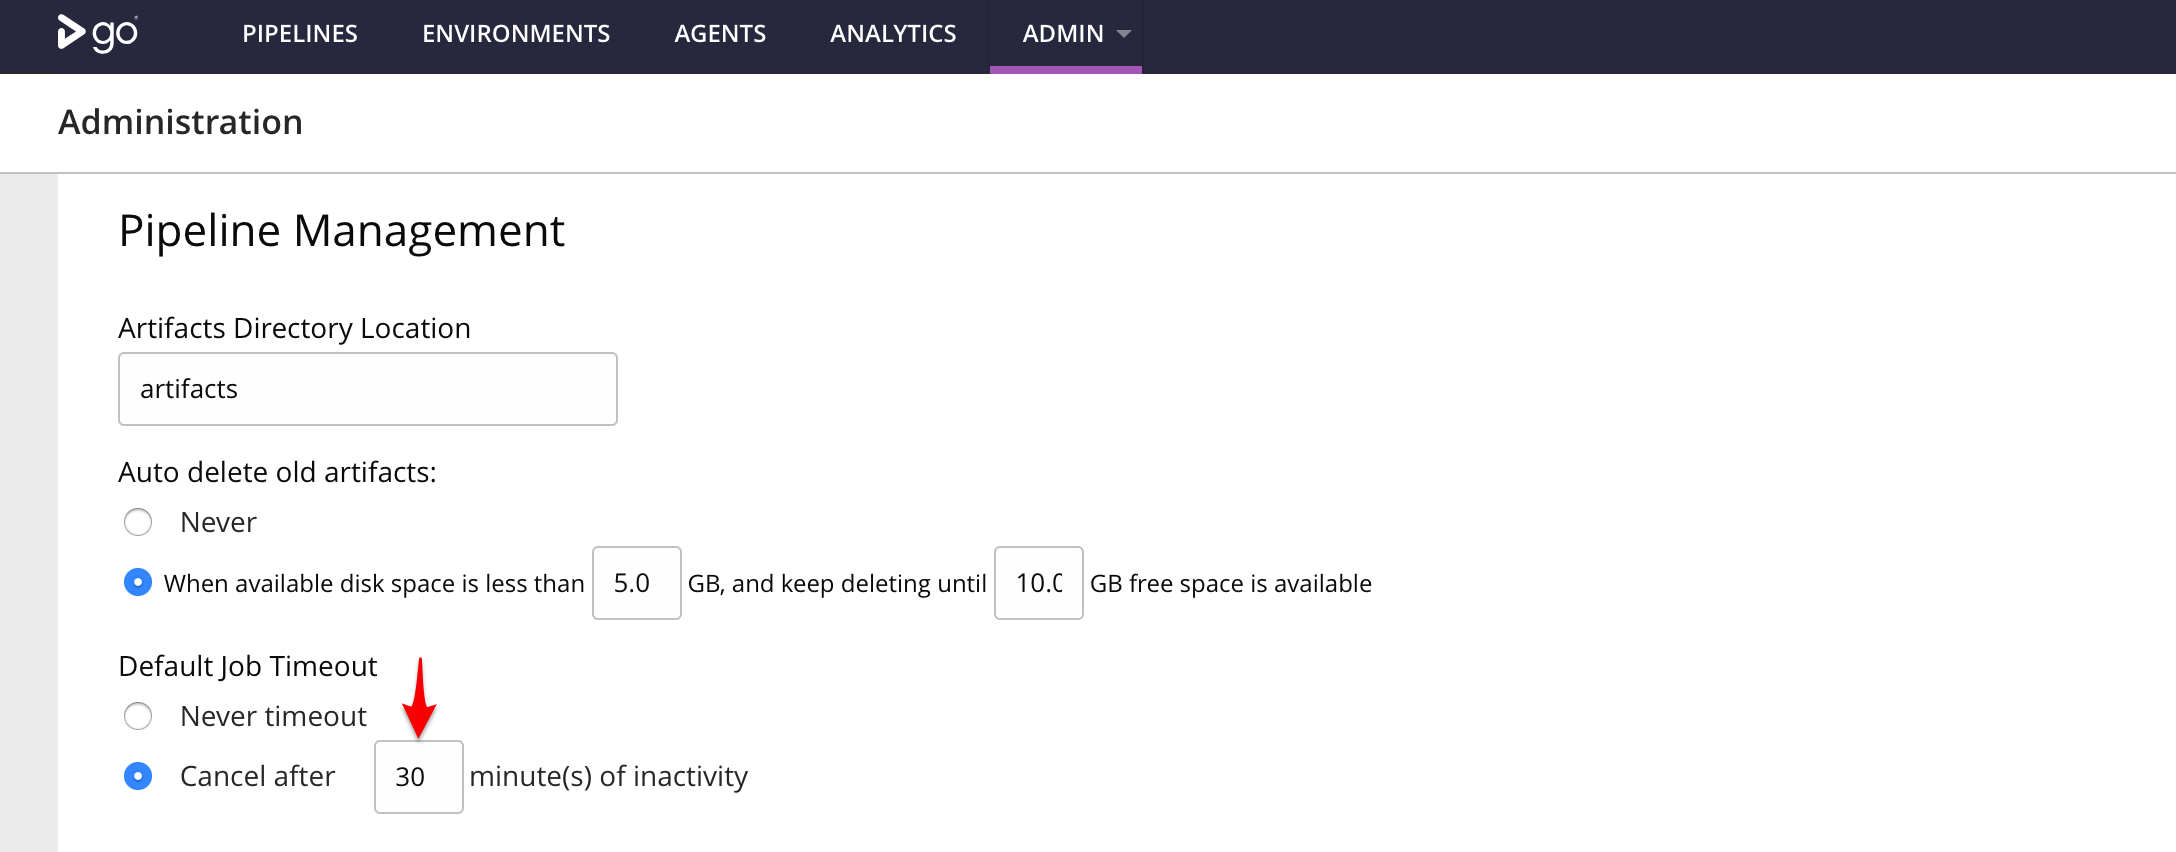 go PIPELINES ENVIRONMENTS AGENTS ANALYTICS ADMIN
Administration
Pipeline Management
Artifacts Directory Location
artifacts
Auto delete old artifacts:
Never
When available disk space is less than 5.0 GB, and keep deleting until 10.0 GB free space is available
Default Job Timeout
Never timeout
Cancel after 30 minute(s) of inactivity